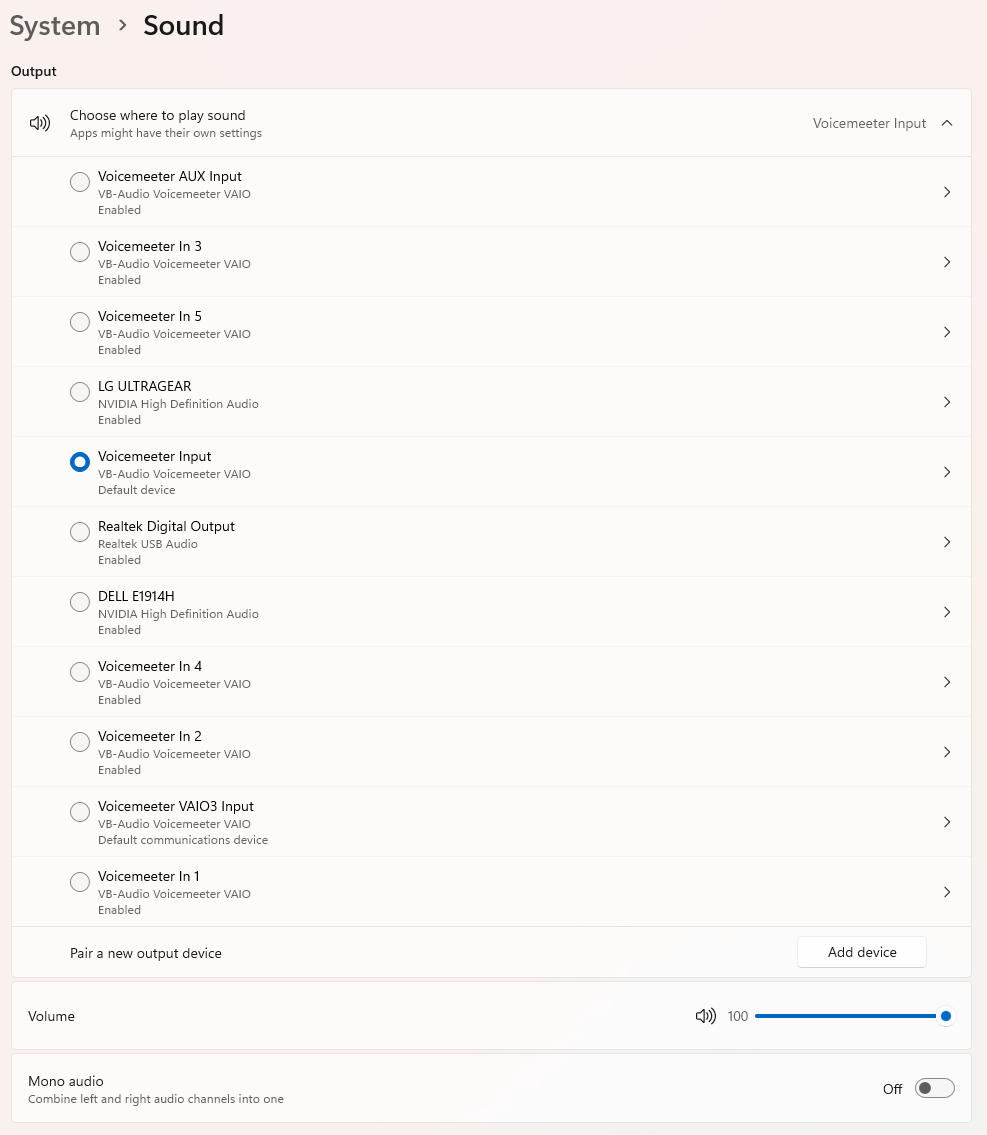 System > Sound
Output
Choose where to play sound
Apps might have their own settings
Voicemeeter Input
Voicemeeter AUX Input
VB-Audio Voicemeeter VAIO
Enabled
Voicemeeter In 3
VB-Audio Voicemeeter VAIO
Enabled
Voicemeeter In 5
VB-Audio Voicemeeter VAIO
Enabled
LG ULTRAGEAR
NVIDIA High Definition Audio
Enabled
Voicemeeter Input
VB-Audio Voicemeeter VAIO
Default device
Realtek Digital Output
Realtek USB Audio
Enabled
DELL E1914H
NVIDIA High Definition Audio
Enabled
Voicemeeter In 4
VB-Audio Voicemeeter VAIO
Enabled
Voicemeeter In 2
VB-Audio Voicemeeter VAIO
Enabled
Voicemeeter VAIO3 Input
VB-Audio Voicemeeter VAIO
Default communications device
Voicemeeter In 1
VB-Audio Voicemeeter VAIO
Enabled
Pair a new output device
Add device
Volume
100
Mono audio
Combine left and right audio channels into one
Off